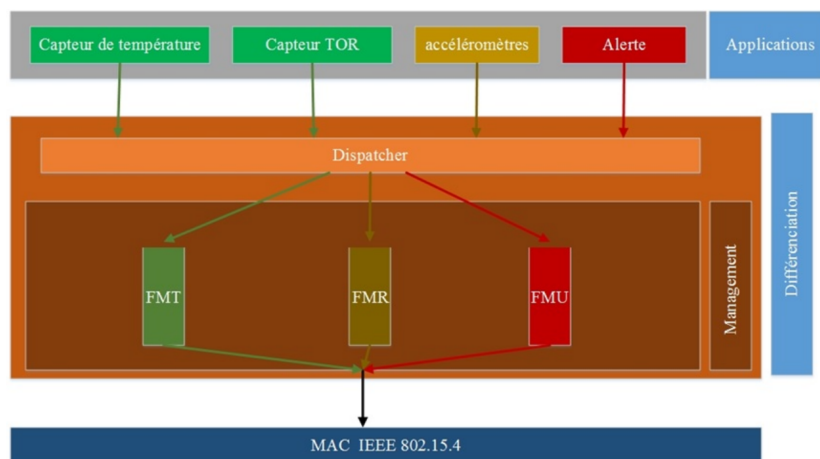 Capteur de température
Capteur TOR
accéléromètres
Alerte
Applications
Dispatcher
FMT
FMR
FMU
Management
Différenciation
MAC IEEE 802.15.4